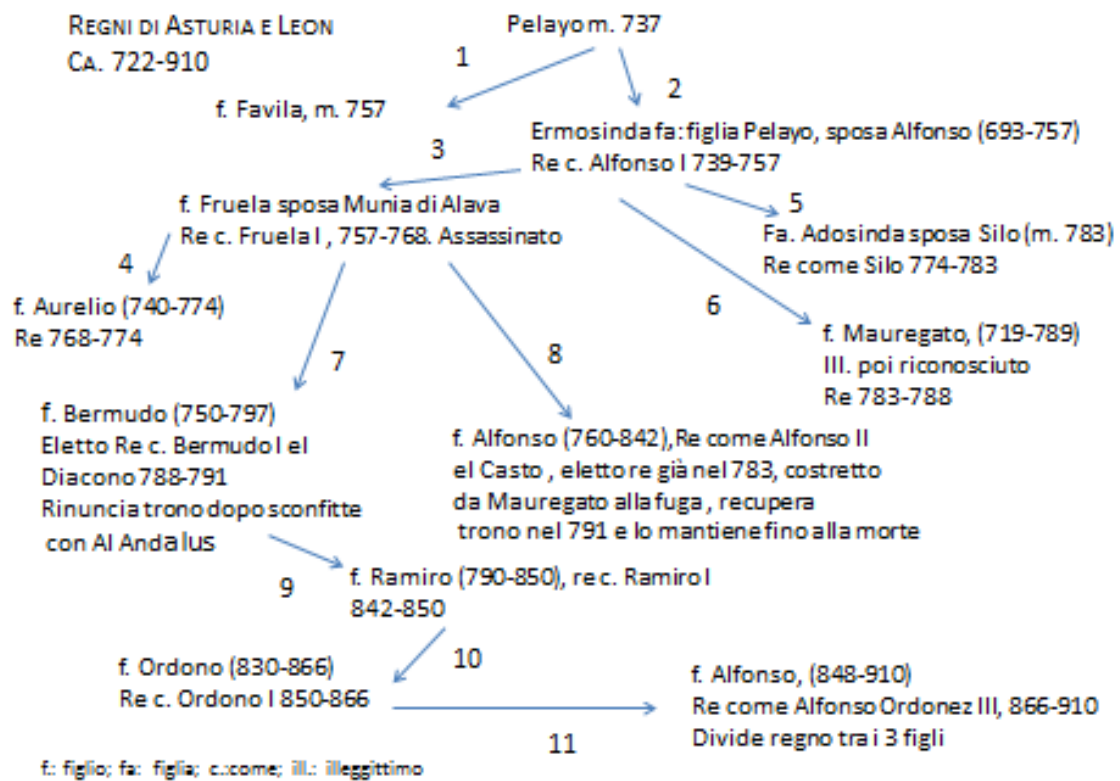 REGNI DI ASTURIA E LEON
CA. 722-910
Pelayo m. 737
1
2
f. Favila, m. 757
Ermosinda fa: figlia Pelayo, sposa Alfonso (693-757)
Re c. Alfonso I 739-757
3
5
f. Fruela sposa Munia di Alava
Re c. Fruela I , 757-768. Assassinato
Fa. Adosinda sposa Silo (m. 783)
Re come Silo 774-783
4
6
f. Aurelio (740-774)
Re 768-774
f. Mauregato, (719-789)
Ill. poi riconosciuto
Re 783-788
7
8
f. Bermudo (750-797)
Eletto Re c. Bermudo I el
Diacono 788-791
Rinuncia trono dopo sconfitte
con Al Andalus
f. Alfonso (760-842), Re come Alfonso II
el Casto , eletto re già nel 783, costretto
da Mauregato alla fuga , recupera
trono nel 791 e lo mantiene fino alla morte
9
f. Ramiro (790-850), re c. Ramiro I
842-850
10
f. Ordono (830-866)
Re c. Ordono I 850-866
f. Alfonso, (848-910)
Re come Alfonso Ordonez III, 866-910
Divide regno tra i 3 figli
11
f.: figlio; fa: figlia; c.:come; ill.: illeggittimo